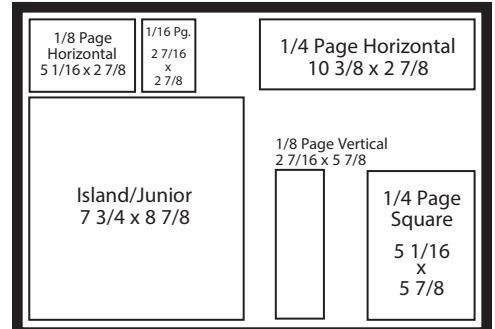 1/8 Page
Horizontal
5 1/16 x 2 7/8
1/16 Pg.
2 7/16
x
2 7/8
1/4 Page Horizontal
10 3/8 x 2 7/8
Island/Junior
7 3/4 x 8 7/8
1/8 Page Vertical
2 7/16 x 5 7/8
1/4 Page
Square
5 1/16
x
5 7/8